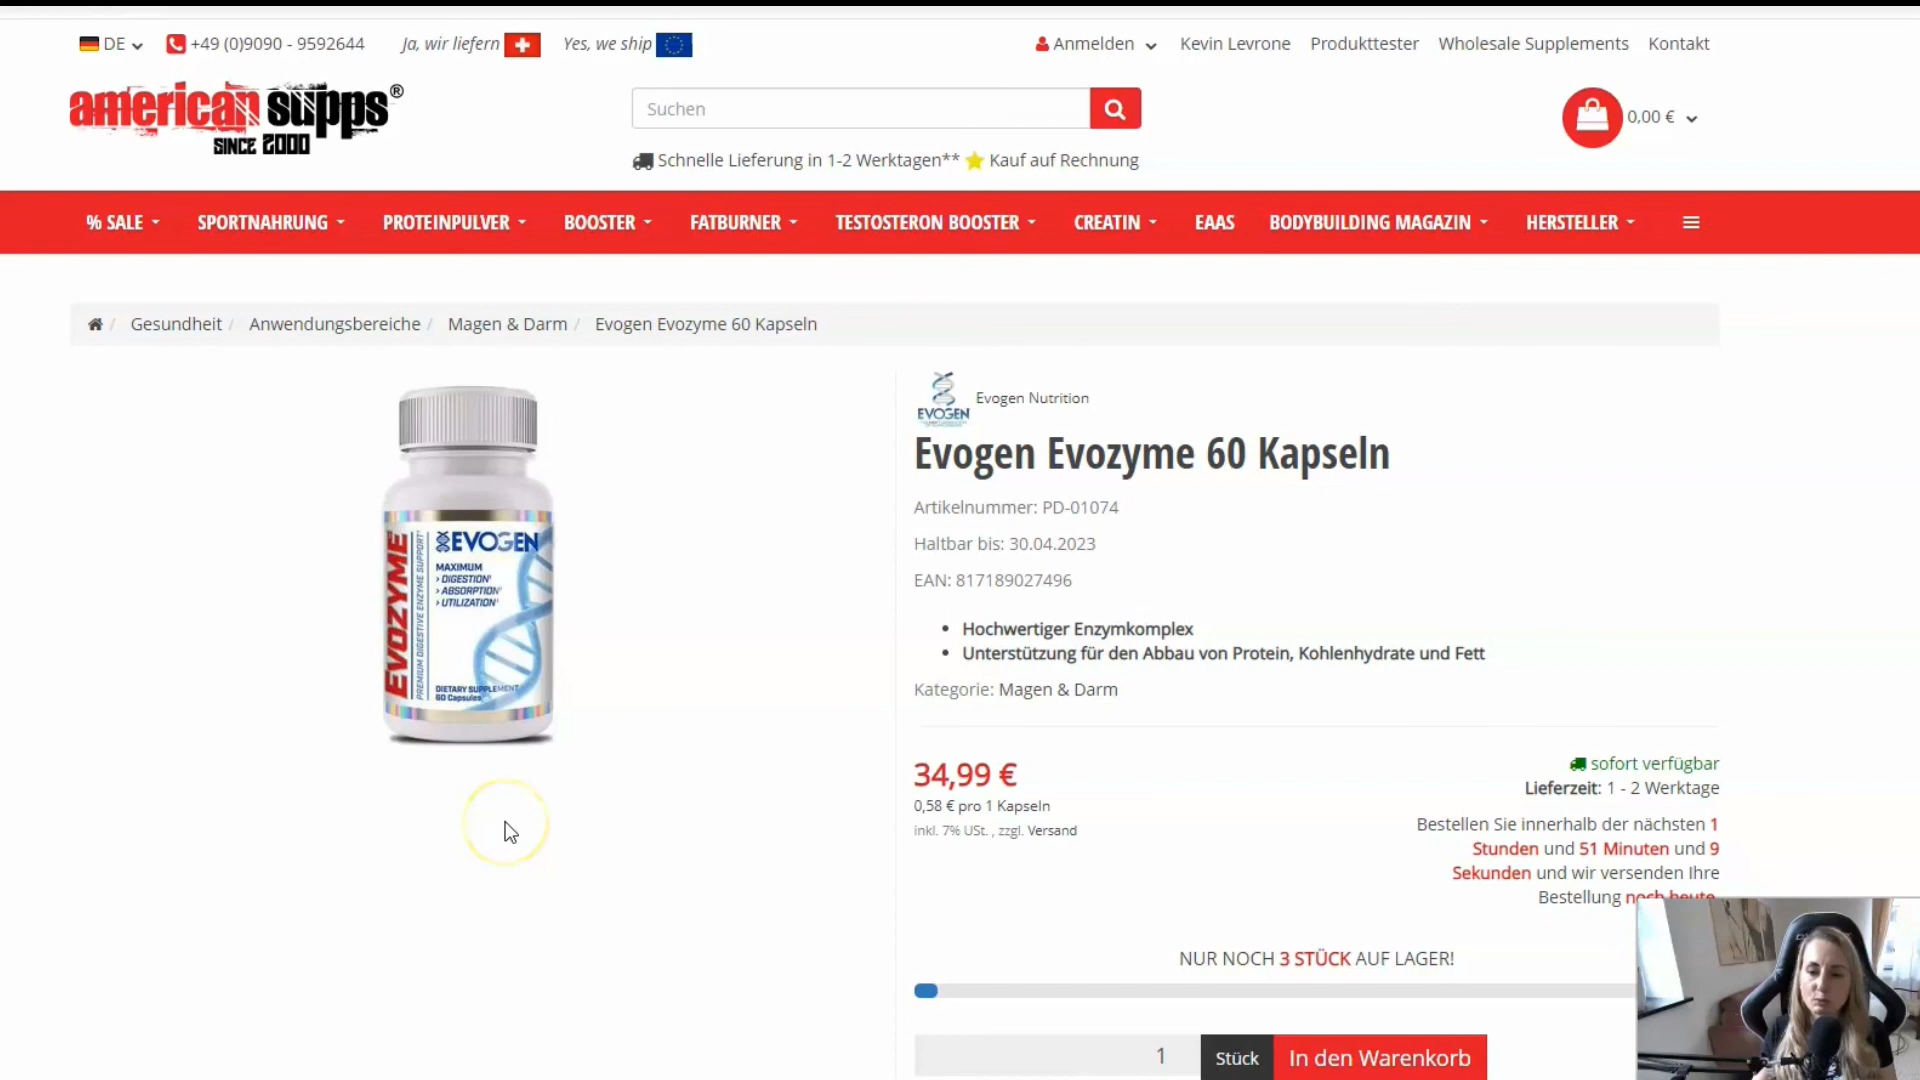 DE
+49 (0)9090 - 9592644
Ja, wir liefern
Yes, we ship
Anmelden
Kevin Levrone
Produkttester
Wholesale Supplements
Kontakt
american supps®
SINCE 2000
Suchen
0,00 €
Schnelle Lieferung in 1-2 Werktagen** Kauf auf Rechnung
% SALE
SPORTNAHRUNG
PROTEINPULVER
BOOSTER
FATBURNER
TESTOSTERON BOOSTER
CREATIN
EAAS
BODYBUILDING MAGAZIN
HERSTELLER
/ Gesundheit / Anwendungsbereiche / Magen & Darm / Evogen Evozyme 60 Kapseln
EVOZYME
PREMIUM DIGESTIVE ENZYME SUPPORT
EVOGEN
MAXIMUM
> DIGESTION
> ABSORPTION
> UTILIZATION
DIETARY SUPPLEMENT
60 Capsules
EVOGEN
Evogen Nutrition
Evogen Evozyme 60 Kapseln
Artikelnummer: PD-01074
Haltbar bis: 30.04.2023
EAN: 817189027496
• Hochwertiger Enzymkomplex
• Unterstützung für den Abbau von Protein, Kohlenhydrate und Fett
Kategorie: Magen & Darm
34,99 €
0,58 € pro 1 Kapseln
inkl. 7% USt. , zzgl. Versand
sofort verfügbar
Lieferzeit: 1 - 2 Werktage
Bestellen Sie innerhalb der nächsten 1
Stunden und 51 Minuten und 9
Sekunden und wir versenden Ihre
Bestellung noch heute.
NUR NOCH 3 STÜCK AUF LAGER!
1
Stück
In den Warenkorb